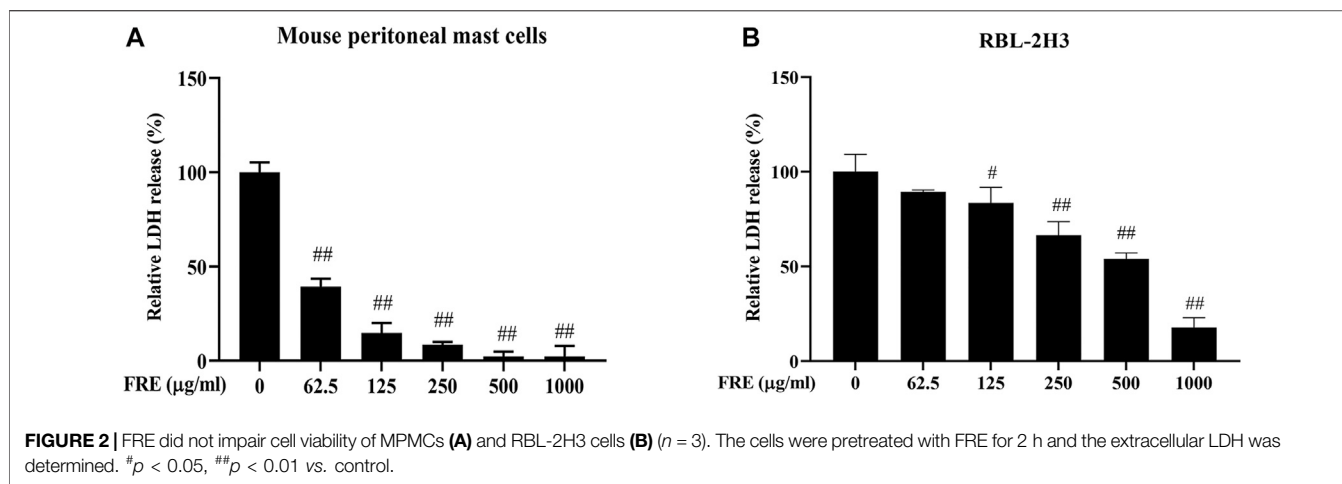 A
Mouse peritoneal mast cells
Relative LDH release (%)
150
100
50
0
##
##
##
##
##
FRE (μg/ml) 0 62.5 125 250 500 1000
B
RBL-2H3
Relative LDH release (%)
150
100
50
0
#
##
##
##
FRE (μg/ml) 0 62.5 125 250 500 1000
FIGURE 2 | FRE did not impair cell viability of MPMCs (A) and RBL-2H3 cells (B) (n = 3). The cells were pretreated with FRE for 2 h and the extracellular LDH was
determined. #p < 0.05, ##p < 0.01 vs. control.